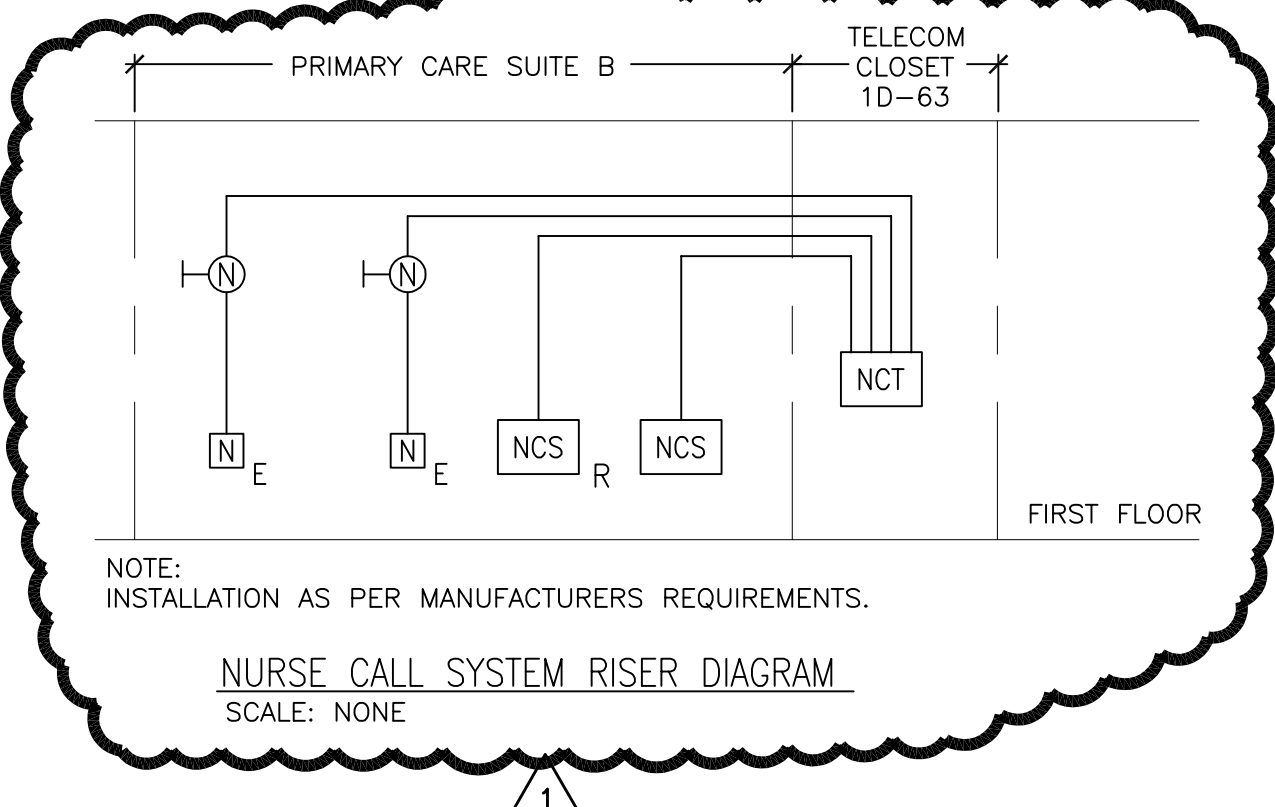 PRIMARY CARE SUITE B
TELECOM
CLOSET
1D-63
N
N
NCT
N
E
N
E
NCS
R
NCS
FIRST FLOOR
NOTE:
INSTALLATION AS PER MANUFACTURERS REQUIREMENTS.
NURSE CALL SYSTEM RISER DIAGRAM
SCALE: NONE
1